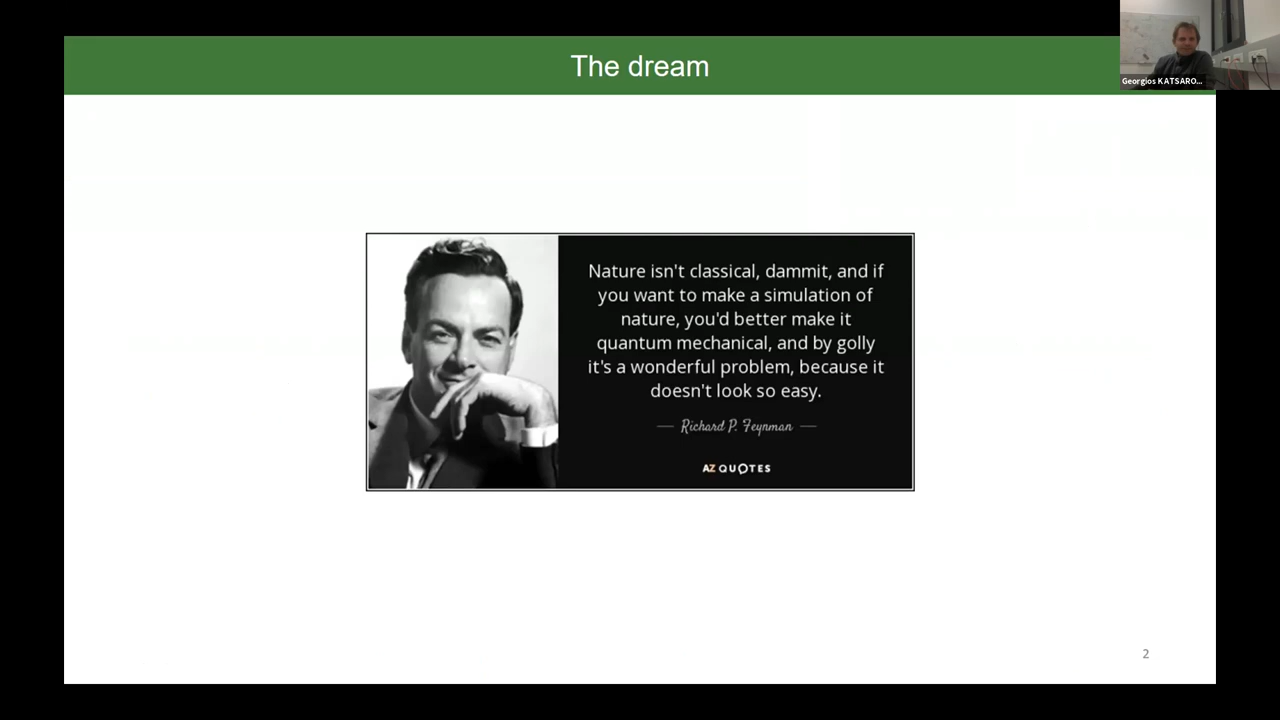 The dream
Georgios KATSARO...
Nature isn't classical, dammit, and if
you want to make a simulation of
nature, you'd better make it
quantum mechanical, and by golly
it's a wonderful problem, because it
doesn't look so easy.
Richard P. Feynman
AZ QUOTES
2